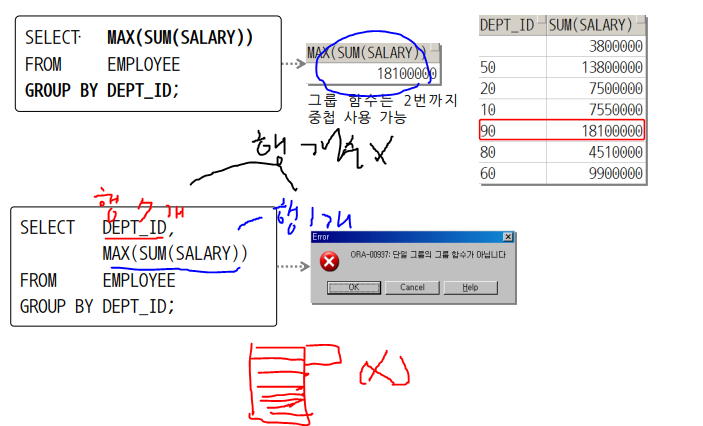 SELECT MAX(SUM(SALARY))
FROM EMPLOYEE
GROUP BY DEPT_ID;
MAX(SUM(SALARY))
18100000
그룹 함수는 2번까지
중첩 사용 가능
DEPT_ID SUM(SALARY)
3800000
50 13800000
20 7500000
10 7550000
90 18100000
80 4510000
60 9900000
행 개수 X
행 7개
행 1개
SELECT DEPT_ID,
MAX(SUM(SALARY))
FROM EMPLOYEE
GROUP BY DEPT_ID;
Error
ORA-00937: 단일 그룹의 그룹 함수가 아닙니다
OK Cancel Help
(X)